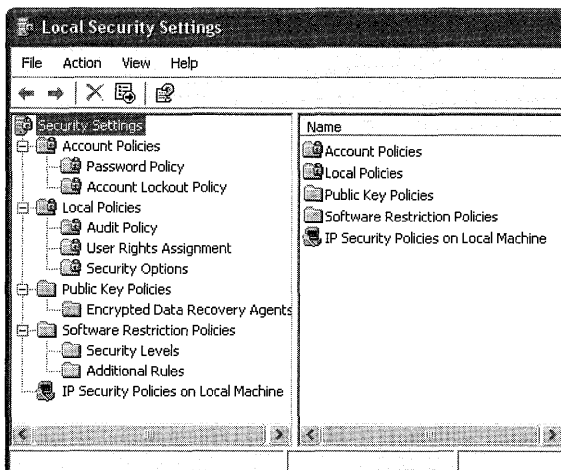 Local Security Settings
File Action View Help
Security Settings
Account Policies
Password Policy
Account Lockout Policy
Local Policies
Audit Policy
User Rights Assignment
Security Options
Public Key Policies
Encrypted Data Recovery Agents
Software Restriction Policies
Security Levels
Additional Rules
IP Security Policies on Local Machine
Name
Account Policies
Local Policies
Public Key Policies
Software Restriction Policies
IP Security Policies on Local Machine